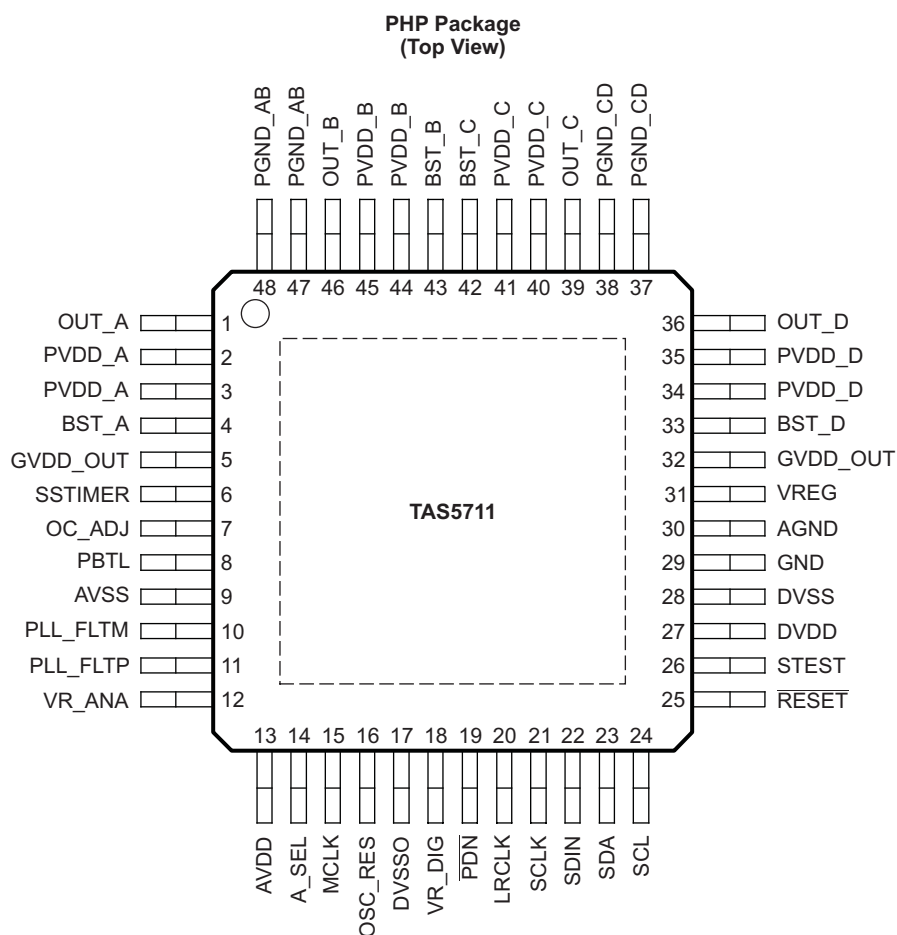 PHP Package
(Top View)
PGND_AB
PGND_AB
OUT_B
PVDD_B
PVDD_B
BST_B
BST_C
PVDD_C
PVDD_C
OUT_C
PGND_CD
PGND_CD
48 47 46 45 44 43 42 41 40 39 38 37
OUT_A 1 36 OUT_D
PVDD_A 2 35 PVDD_D
PVDD_A 3 34 PVDD_D
BST_A 4 33 BST_D
GVDD_OUT 5 32 GVDD_OUT
SSTIMER 6 31 VREG
OC_ADJ 7 TAS5711 30 AGND
PBTL 8 29 GND
AVSS 9 28 DVSS
PLL_FLTM 10 27 DVDD
PLL_FLTP 11 26 STEST
VR_ANA 12 25 RESET
13 14 15 16 17 18 19 20 21 22 23 24
AVDD
A_SEL
MCLK
OSC_RES
DVSSO
VR_DIG
PDN
LRCLK
SCLK
SDIN
SDA
SCL